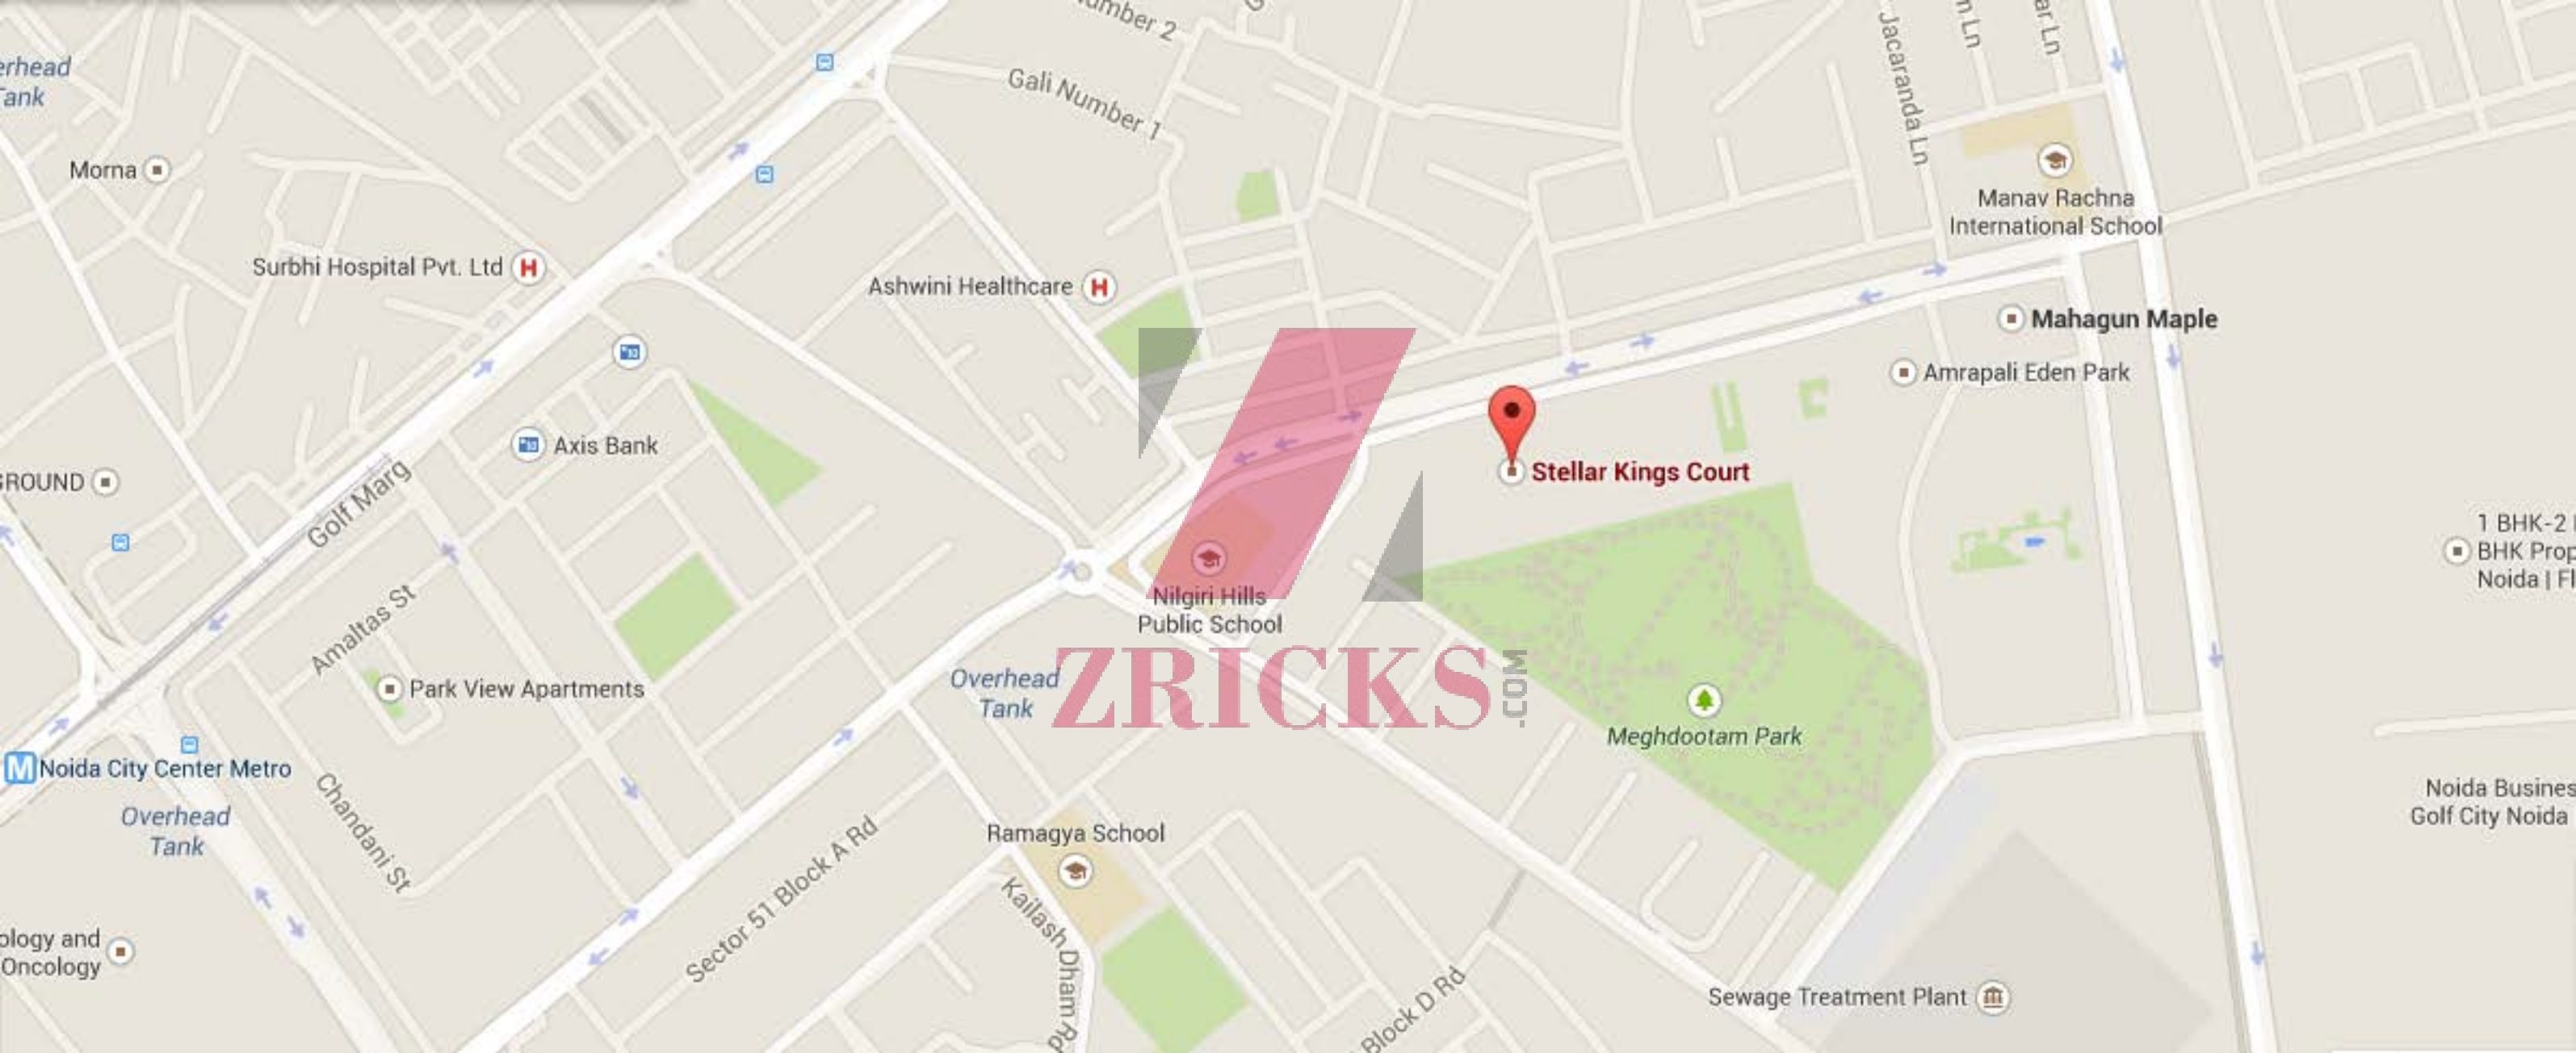 umber 2
Jacaranda Ln
n Ln
ar Ln
erhead
Tank
Gali Number 1
Morna
Manav Rachna
International School
Surbhi Hospital Pvt. Ltd
H
Ashwini Healthcare
H
Mahagun Maple
Amrapali Eden Park
Axis Bank
Stellar Kings Court
GROUND
Golf Marg
1 BHK-2
BHK Prop
Noida | Fl
Amaltas St
Nilgiri Hills
Public School
Overhead
Tank
ZRICKS
.COM
Park View Apartments
Meghdootam Park
M
Noida City Center Metro
Overhead
Tank
Chandani St
Noida Busines
Golf City Noida
Ramagya School
Sector 51 Block A Rd
Kailash Dham Rd
ology and
Oncology
Block D Rd
Sewage Treatment Plant